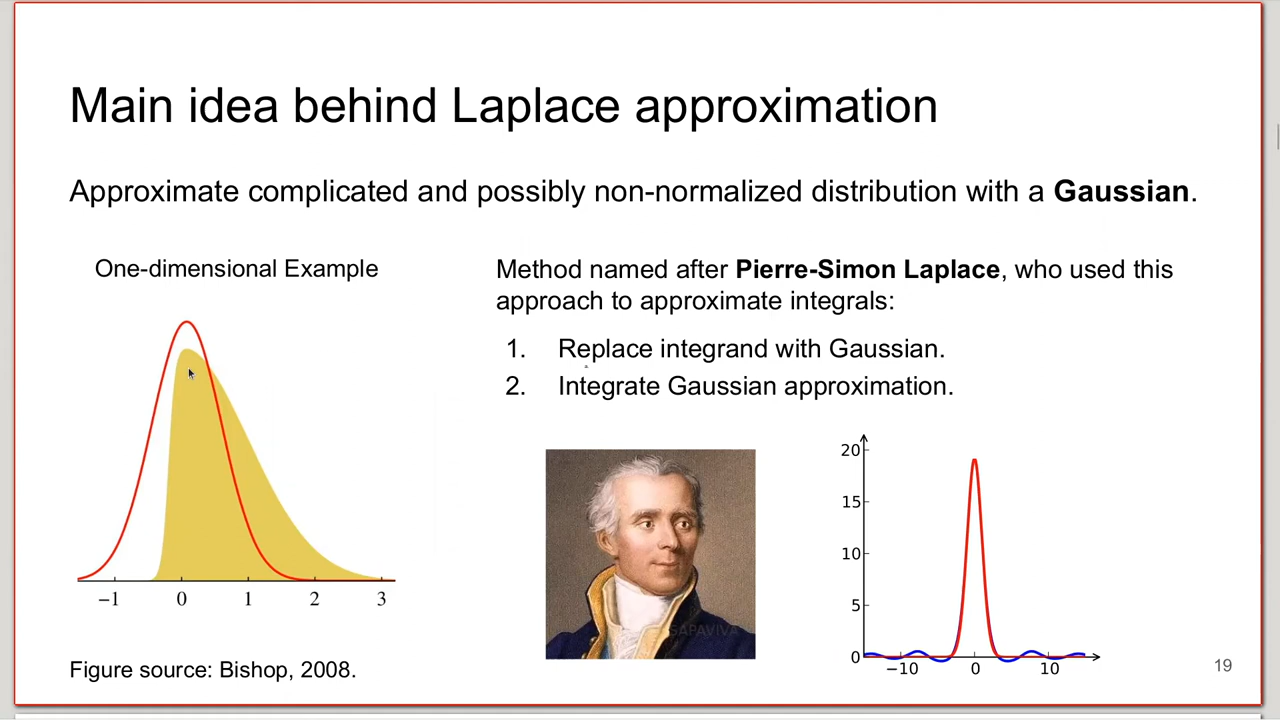 Main idea behind Laplace approximation
Approximate complicated and possibly non-normalized distribution with a Gaussian.
One-dimensional Example
−1 0 1 2 3
Figure source: Bishop, 2008.
Method named after Pierre-Simon Laplace, who used this
approach to approximate integrals:
1. Replace integrand with Gaussian.
2. Integrate Gaussian approximation.
SAPAVIVA
20
15
10
5
0
−10 0 10
19